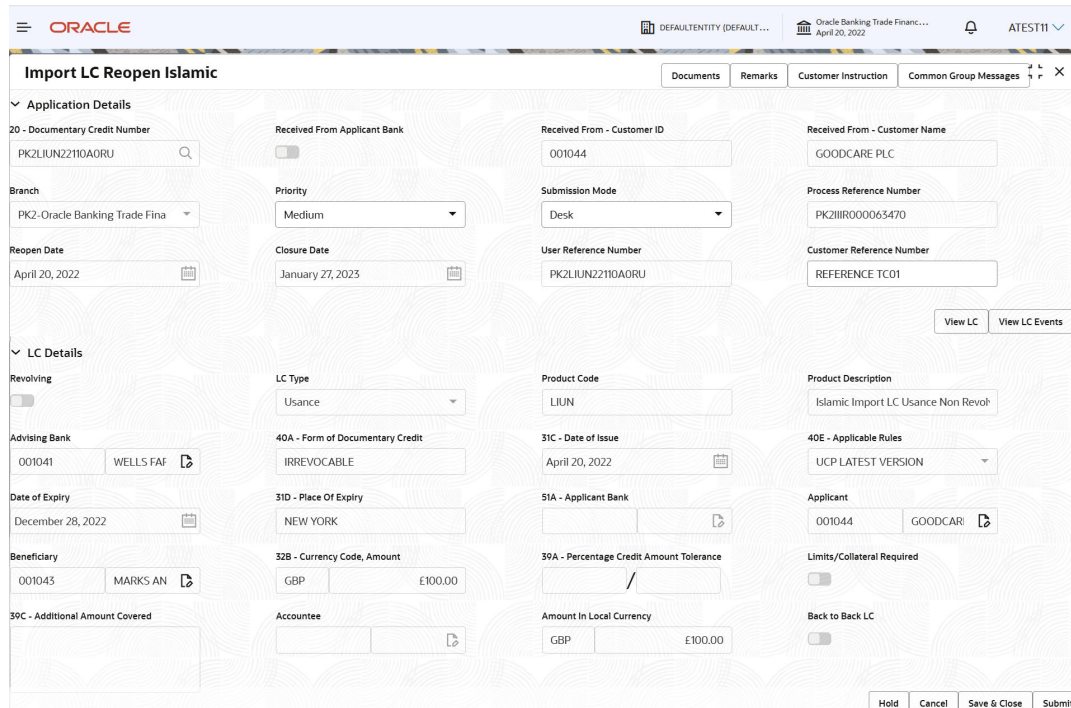 ORACLE
DEFAULTENTITY (DEFAULT...
Oracle Banking Trade Financ...
April 20, 2022
ATEST11
Import LC Reopen Islamic
Documents
Remarks
Customer Instruction
Common Group Messages
Application Details
20 - Documentary Credit Number
Received From Applicant Bank
Received From - Customer ID
Received From - Customer Name
PK2LIUN22110A0RU
001044
GOODCARE PLC
Branch
Priority
Submission Mode
Process Reference Number
PK2-Oracle Banking Trade Fina
Medium
Desk
PK2IIIR000063470
Reopen Date
Closure Date
User Reference Number
Customer Reference Number
April 20, 2022
January 27, 2023
PK2LIUN22110A0RU
REFERENCE TC01
View LC
View LC Events
LC Details
Revolving
LC Type
Product Code
Product Description
Usance
LIUN
Islamic Import LC Usance Non Revolv
Advising Bank
40A - Form of Documentary Credit
31C - Date of Issue
40E - Applicable Rules
001041
WELLS FAR
IRREVOCABLE
April 20, 2022
UCP LATEST VERSION
Date of Expiry
31D - Place Of Expiry
51A - Applicant Bank
Applicant
December 28, 2022
NEW YORK
001044
GOODCARE
Beneficiary
32B - Currency Code, Amount
39A - Percentage Credit Amount Tolerance
Limits/Collateral Required
001043
MARKS AN
GBP
£100.00
/
39C - Additional Amount Covered
Accountee
Amount In Local Currency
Back to Back LC
GBP
£100.00
Hold
Cancel
Save & Close
Submit